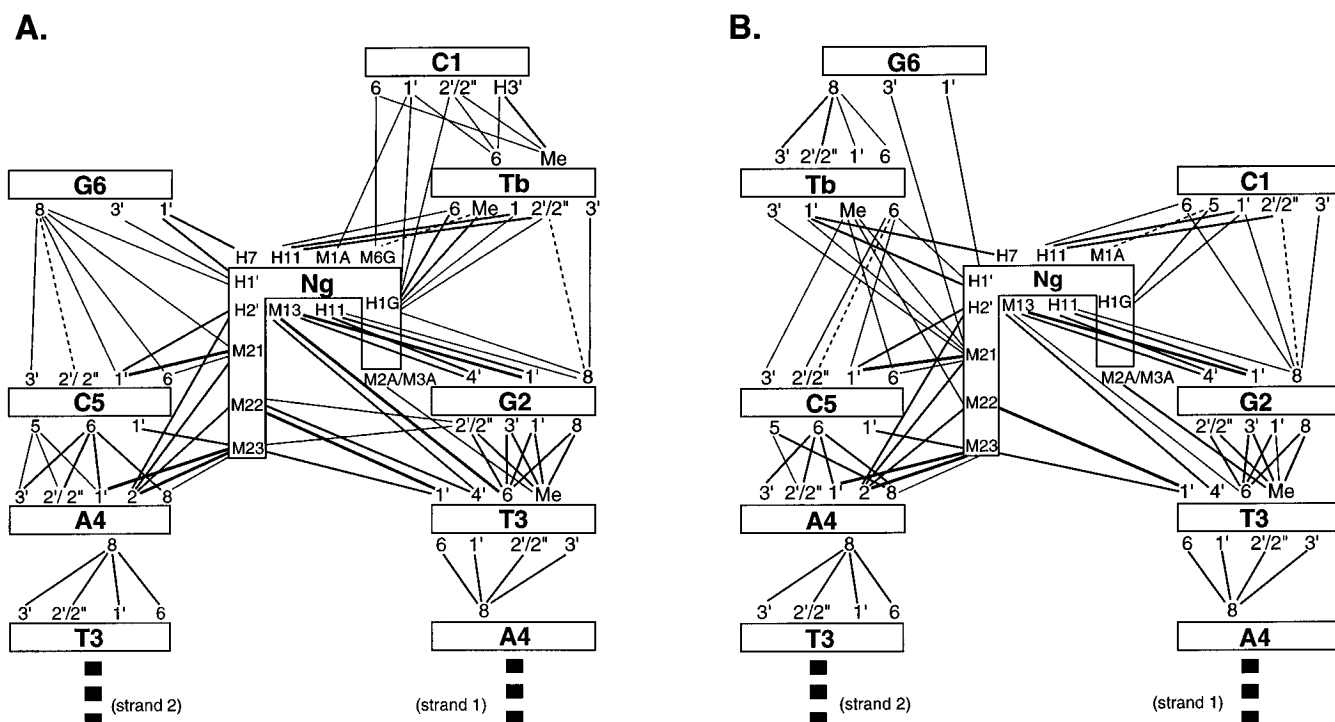 A.
B.
C1
6 1' 2'/2" H3'
6 Me
Tb
6 Me 1 2'/2" 3'
G6
8 3' 1'
H7 H11 M1A M6G
Ng
H1'
H2'
M13 H11 H1G
M21
M22
M23
M2A/M3A
3' 2'/ 2" 1' 6
C5
5 6 1'
4' 1' 8
G2
2'/2" 3' 1' 8
3' 2'/ 2" 1' 2 8
A4
8
1' 4' 6 Me
T3
6 1' 2'/2" 3'
8
A4
3' 2'/2" 1' 6
T3
(strand 2)
(strand 1)
G6
8 3' 1'
3' 2'/2" 1' 6
Tb
3' 1' Me 6
C1
6 5 1' 2'/2" 3'
H7 H11 M1A
Ng
H1'
H2'
M13 H11 H1G
M21
M22
M23
M2A/M3A
3' 2'/2" 1' 6
C5
5 6 1'
4' 1' 8
G2
2'/2" 3' 1' 8
3' 2'/2" 1' 2 8
A4
8
1' 4' 6 Me
T3
6 1' 2'/2" 3'
8
A4
3' 2'/2" 1' 6
T3
(strand 2)
(strand 1)